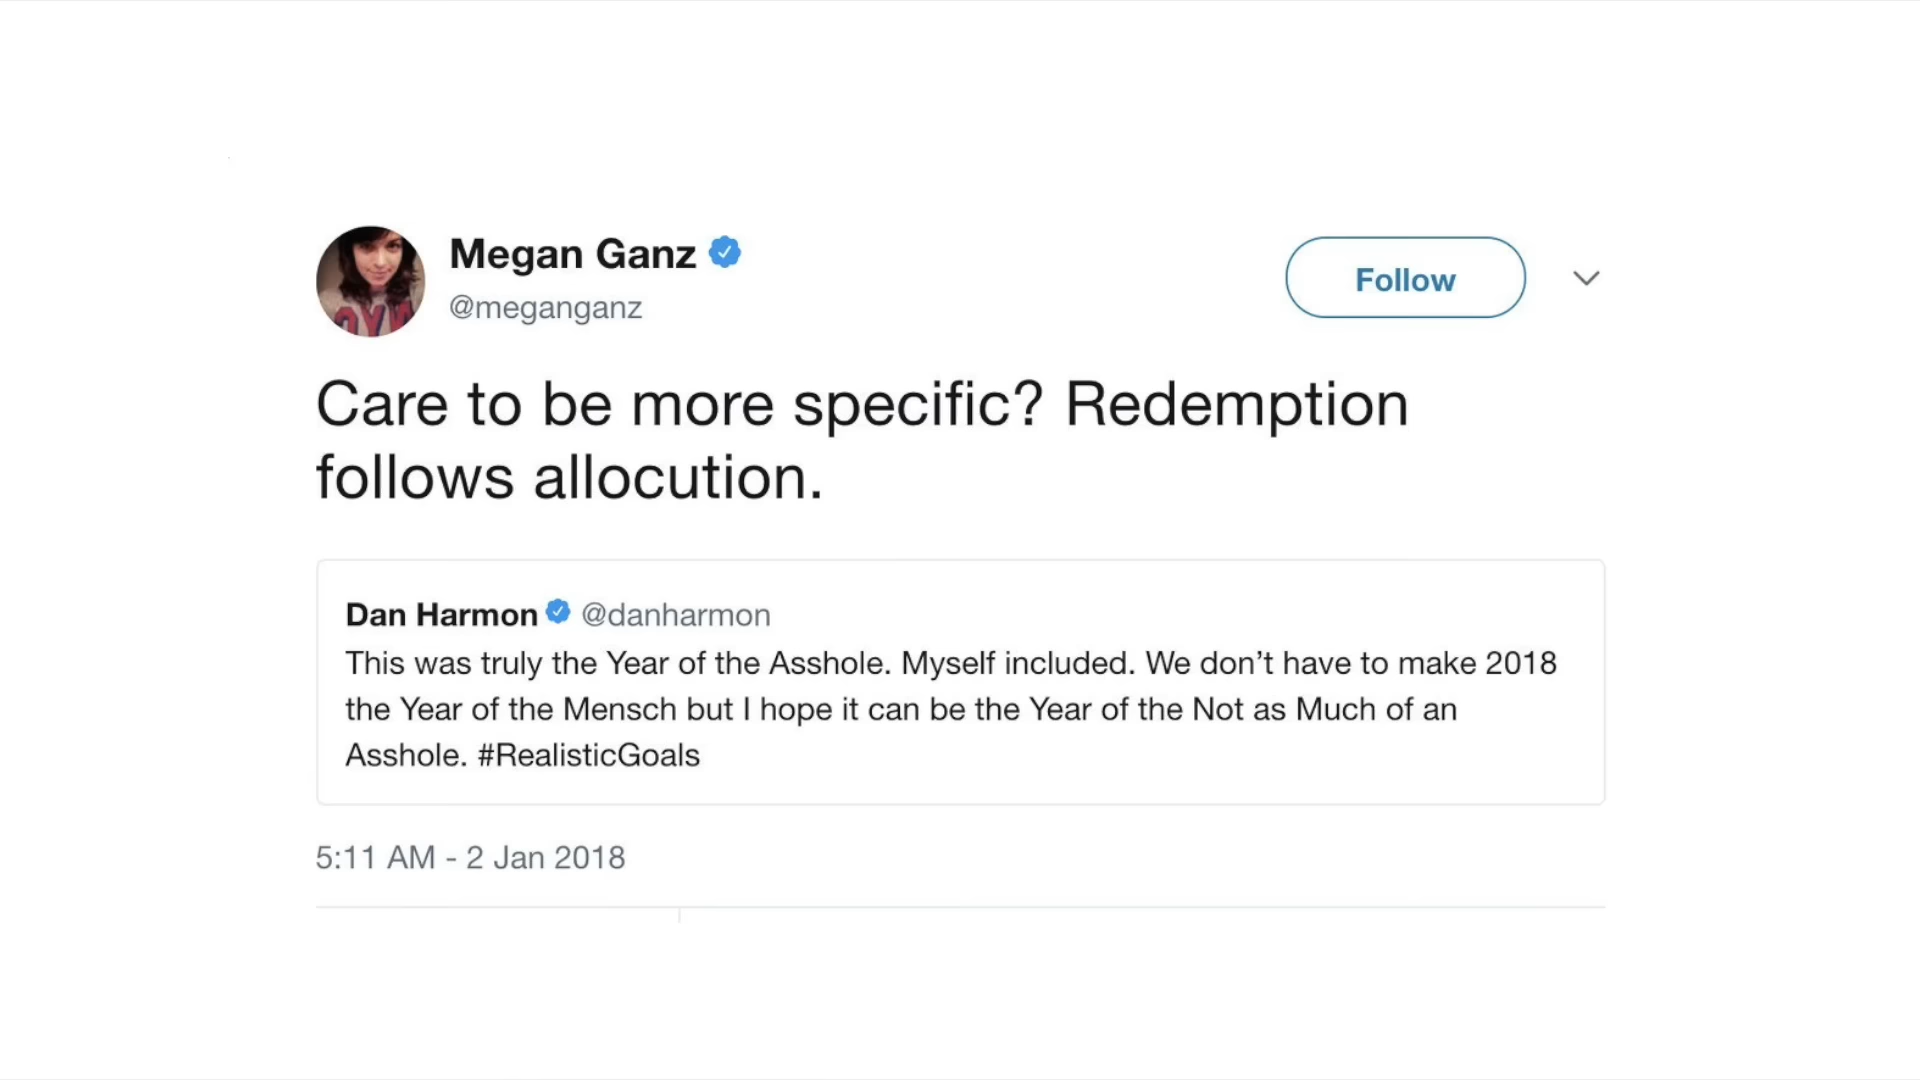 Megan Ganz
@meganganz
Follow
Care to be more specific? Redemption
follows allocution.
Dan Harmon @danharmon
This was truly the Year of the Asshole. Myself included. We don’t have to make 2018
the Year of the Mensch but I hope it can be the Year of the Not as Much of an
Asshole. #RealisticGoals
5:11 AM - 2 Jan 2018